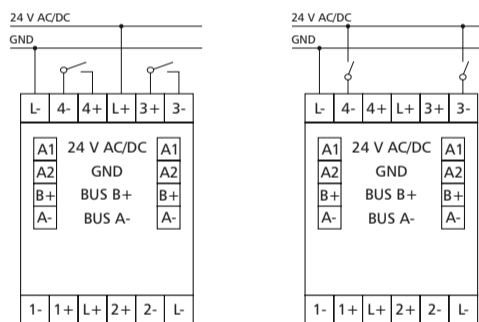 24 V AC/DC
GND
L- 4- 4+ L+ 3+ 3-
A1 24 V AC/DC A1
A2 GND A2
B+ BUS B+ B+
A- BUS A- A-
1- 1+ L+ 2+ 2- L-
24 V AC/DC
GND
L- 4- 4+ L+ 3+ 3-
A1 24 V AC/DC A1
A2 GND A2
B+ BUS B+ B+
A- BUS A- A-
1- 1+ L+ 2+ 2- L-